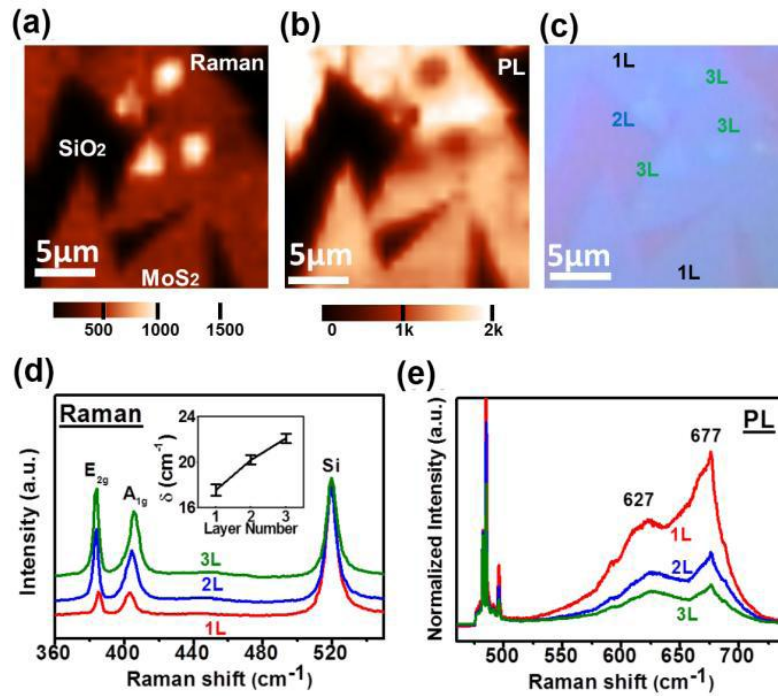 (a) (b) (c)
Raman PL 1L
3L
SiO₂ 2L 3L
3L
5µm 5µm 5µm
MoS₂ 1L
500 1000 1500 0 1k 2k
(d) (e)
Raman PL
24
22
20
18
16
δ (cm⁻¹)
1 2 3
Layer Number
E₂g A₁g Si
3L
2L
1L
Intensity (a.u.)
360 400 440 480 520
Raman shift (cm⁻¹)
677
627
1L
2L
3L
Normalized Intensity (a.u.)
500 550 600 650 700
Raman shift (cm⁻¹)